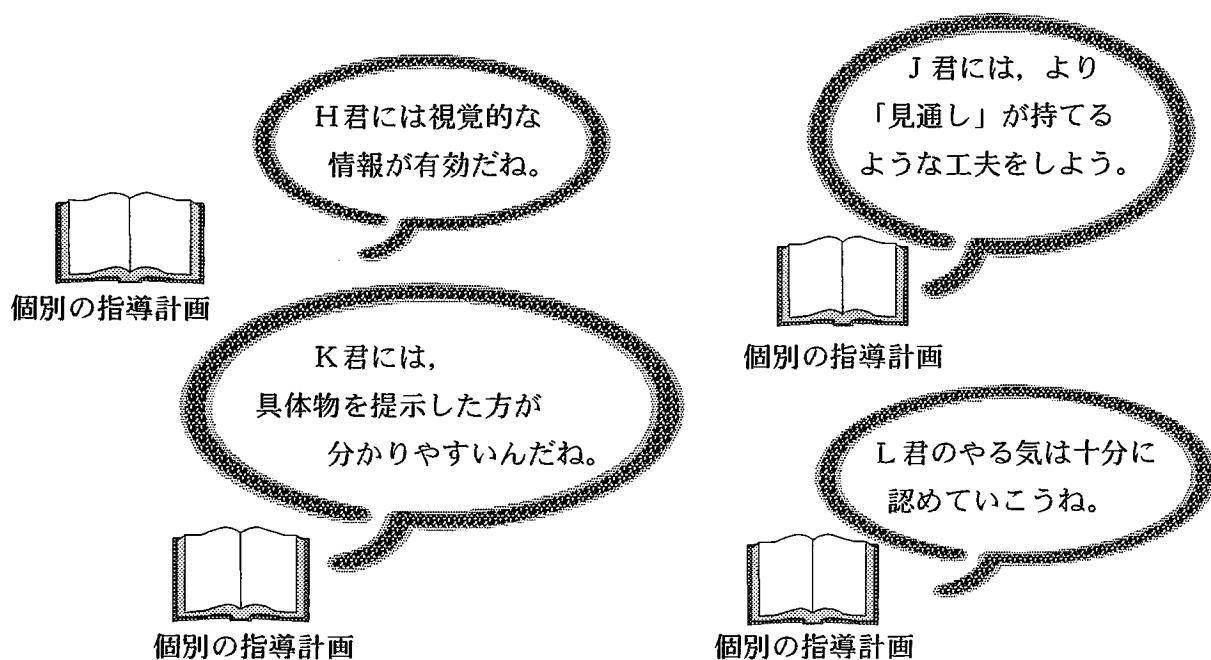 H君には視覚的な
情報が有効だね。
個別の指導計画
J君には，より
「見通し」が持てる
ような工夫をしよう。
個別の指導計画
K君には，
具体物を提示した方が
分かりやすいんだね。
個別の指導計画
L君のやる気は十分に
認めていこうね。
個別の指導計画